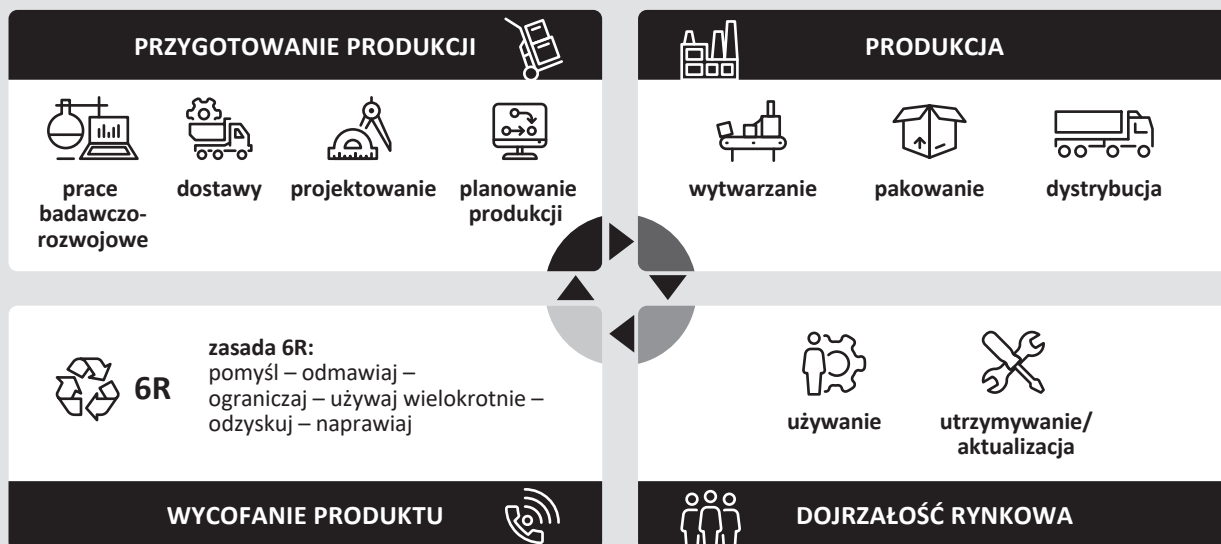 PRZYGOTOWANIE PRODUKCJI
prace
badawczo-
rozwojowe
dostawy
projektowanie
planowanie
produkcji
PRODUKCJA
wytwarzanie
pakowanie
dystrybucja
6R
zasada 6R:
pomyśl – odmawiaj –
ograniczaj – używaj wielokrotnie –
odzyskuj – naprawiaj
WYCOFANIE PRODUKTU
używanie
utrzymywanie/
aktualizacja
DOJRZAŁOŚĆ RYNKOWA